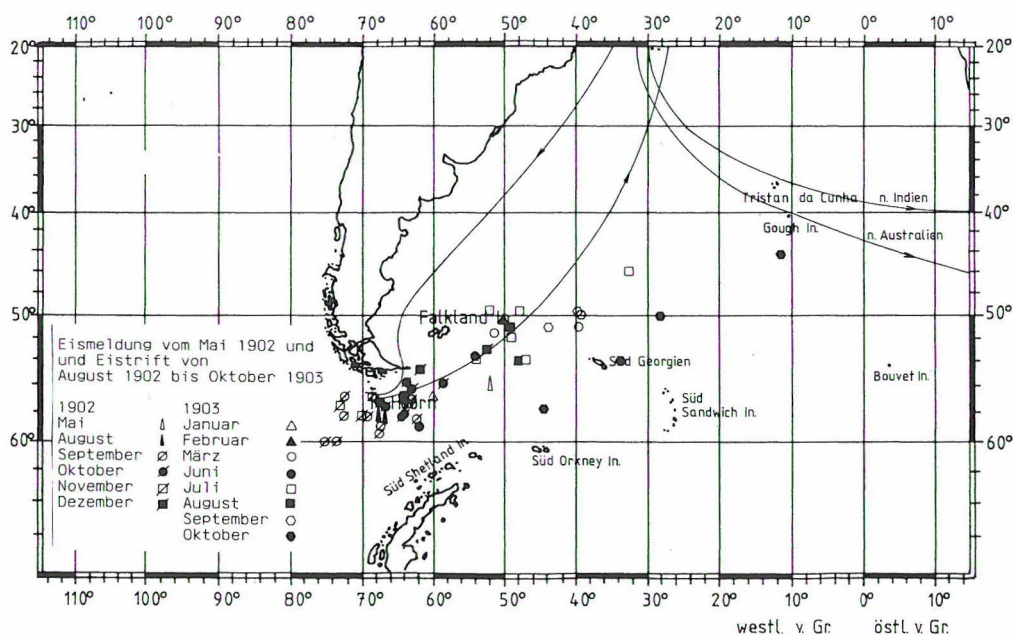 110° 100° 90° 80° 70° 60° 50° 40° 30° 20° 10° 0° 10°
20° 20°
30° 30°
Tristan da Cunha n. Indien
40° 40°
Gough In. n. Australien
50° 50°
Falkland In.
Eismeldung vom Mai 1902 und
und Eistrift von
August 1902 bis Oktober 1903
Süd Georgien
Bouvet In.
Süd
Sandwich In.
1902 1903
Mai Januar
August Februar
September März
Oktober Juni
November Juli
Dezember August
September
Oktober
60° 60°
Süd Orkney In.
Süd Shetland In.
110° 100° 90° 80° 70° 60° 50° 40° 30° 20° 10° 0° 10°
westl. v. Gr. östl. v. Gr.